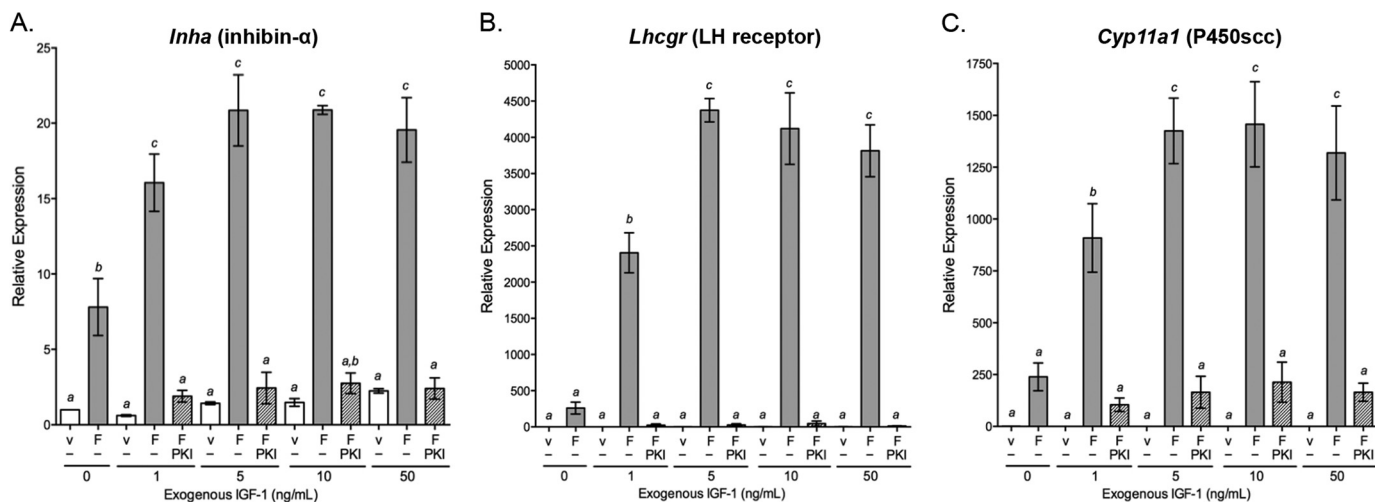 A.
Inha (inhibin-α)
Relative Expression
25
20
15
10
5
0
a b a c a a c a a c a,b a c a
v F v F F v F F v F F v F F
– – – – PKI – – PKI – – PKI – – PKI
0 1 5 10 50
Exogenous IGF-1 (ng/mL)
B.
Lhcgr (LH receptor)
Relative Expression
5000
4500
4000
3500
3000
2500
2000
1500
1000
500
0
a a a b a a c a a c a a c a
v F v F F v F F v F F v F F
– – – – PKI – – PKI – – PKI – – PKI
0 1 5 10 50
Exogenous IGF-1 (ng/mL)
C.
Cyp11a1 (P450scc)
Relative Expression
1750
1500
1250
1000
750
500
250
0
a a a b a a c a a c a a c a
v F v F F v F F v F F v F F
– – – – PKI – – PKI – – PKI – – PKI
0 1 5 10 50
Exogenous IGF-1 (ng/mL)